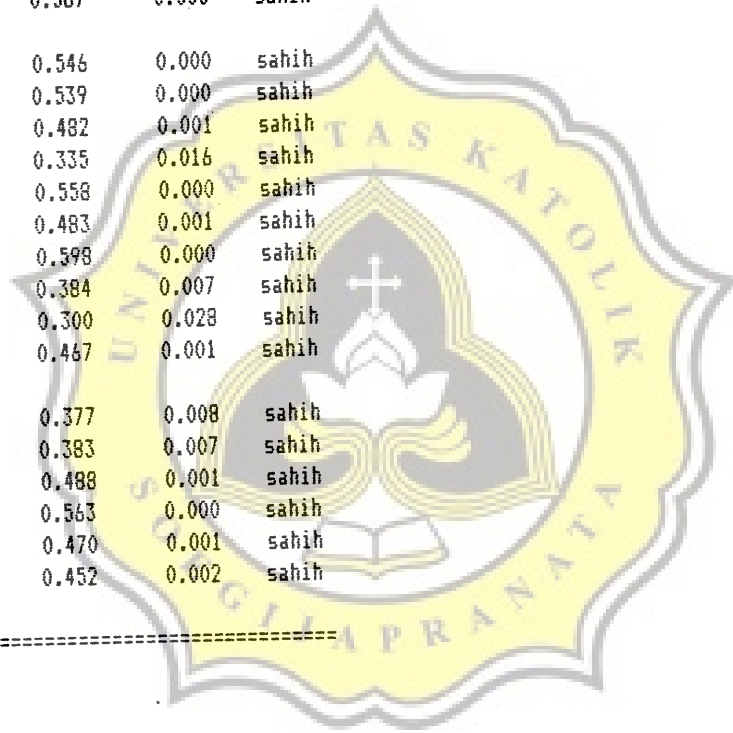 0.546 0.000 sahih
0.539 0.000 sahih
0.482 0.001 sahih
0.335 0.016 sahih
0.558 0.000 sahih
0.483 0.001 sahih
0.598 0.000 sahih
0.384 0.007 sahih
0.300 0.028 sahih
0.467 0.001 sahih
0.377 0.008 sahih
0.383 0.007 sahih
0.488 0.001 sahih
0.563 0.000 sahih
0.470 0.001 sahih
0.452 0.002 sahih
UNIVERSITAS KATOLIK
SOEGIJAPRANATA